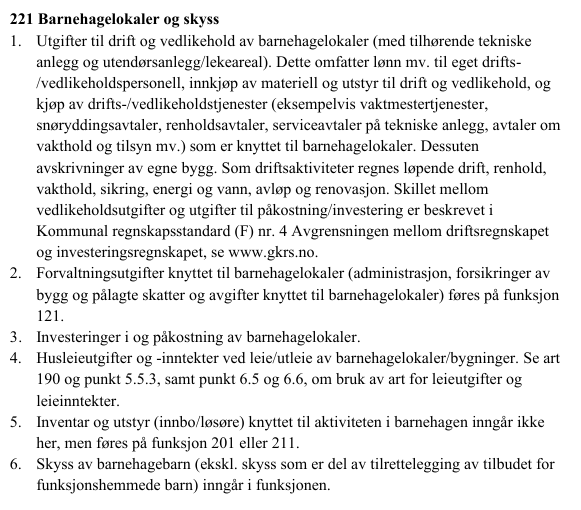 221 Barnehagelokaler og skyss
1. Utgifter til drift og vedlikehold av barnehagelokaler (med tilhørende tekniske
anlegg og utendørsanlegg/lekeareal). Dette omfatter lønn mv. til eget drifts-
/vedlikeholdspersonell, innkjøp av materiell og utstyr til drift og vedlikehold, og
kjøp av drifts-/vedlikeholdstjenester (eksempelvis vaktmestertjenester,
snøryddingsavtaler, renholdsavtaler, serviceavtaler på tekniske anlegg, avtaler om
vakthold og tilsyn mv.) som er knyttet til barnehagelokaler. Dessuten
avskrivninger av egne bygg. Som driftsaktiviteter regnes løpende drift, renhold,
vakthold, sikring, energi og vann, avløp og renovasjon. Skillet mellom
vedlikeholdsutgifter og utgifter til påkostning/investering er beskrevet i
Kommunal regnskapsstandard (F) nr. 4 Avgrensningen mellom driftsregnskapet
og investeringsregnskapet, se www.gkrs.no.
2. Forvaltningsutgifter knyttet til barnehagelokaler (administrasjon, forsikringer av
bygg og pålagte skatter og avgifter knyttet til barnehagelokaler) føres på funksjon
121.
3. Investeringer i og påkostning av barnehagelokaler.
4. Husleieutgifter og -inntekter ved leie/utleie av barnehagelokaler/bygninger. Se art
190 og punkt 5.5.3, samt punkt 6.5 og 6.6, om bruk av art for leieutgifter og
leieinntekter.
5. Inventar og utstyr (innbo/løsøre) knyttet til aktiviteten i barnehagen inngår ikke
her, men føres på funksjon 201 eller 211.
6. Skyss av barnehagebarn (ekskl. skyss som er del av tilrettelegging av tilbudet for
funksjonshemmede barn) inngår i funksjonen.